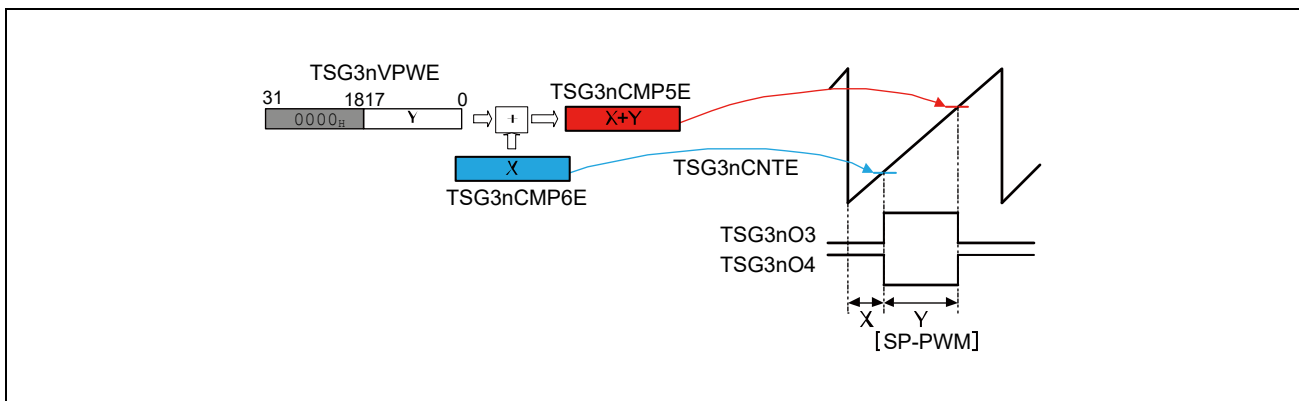 TSG3nVPWE
31 1817 0
0000H Y
+
TSG3nCMP5E
X+Y
X
TSG3nCMP6E
TSG3nCNTE
TSG3nO3
TSG3nO4
X Y
[SP-PWM]